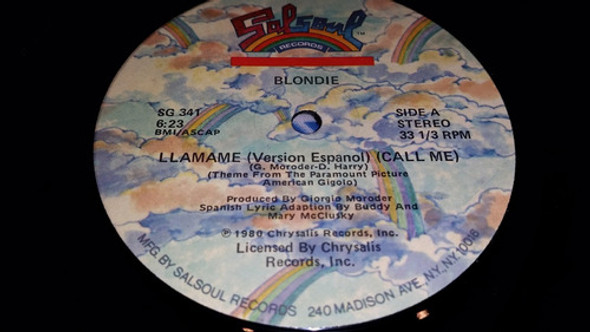 Salsoul TM
RECORDS
BLONDIE
SG 341
6:23
BMI/ASCAP
SIDE A
STEREO
33 1/3 RPM
LLAMAME (Version Espanol) (CALL ME)
(G. Moroder-D. Harry)
(Theme From The Paramount Picture
American Gigolo)
Produced By Giorgio Moroder
Spanish Lyric Adaption By Buddy And
Mary McClusky
℗ 1980 Chrysalis Records, Inc.
Licensed By Chrysalis
Records, Inc.
MFG BY SALSOUL RECORDS 240 MADISON AVE, NY, NY 10016